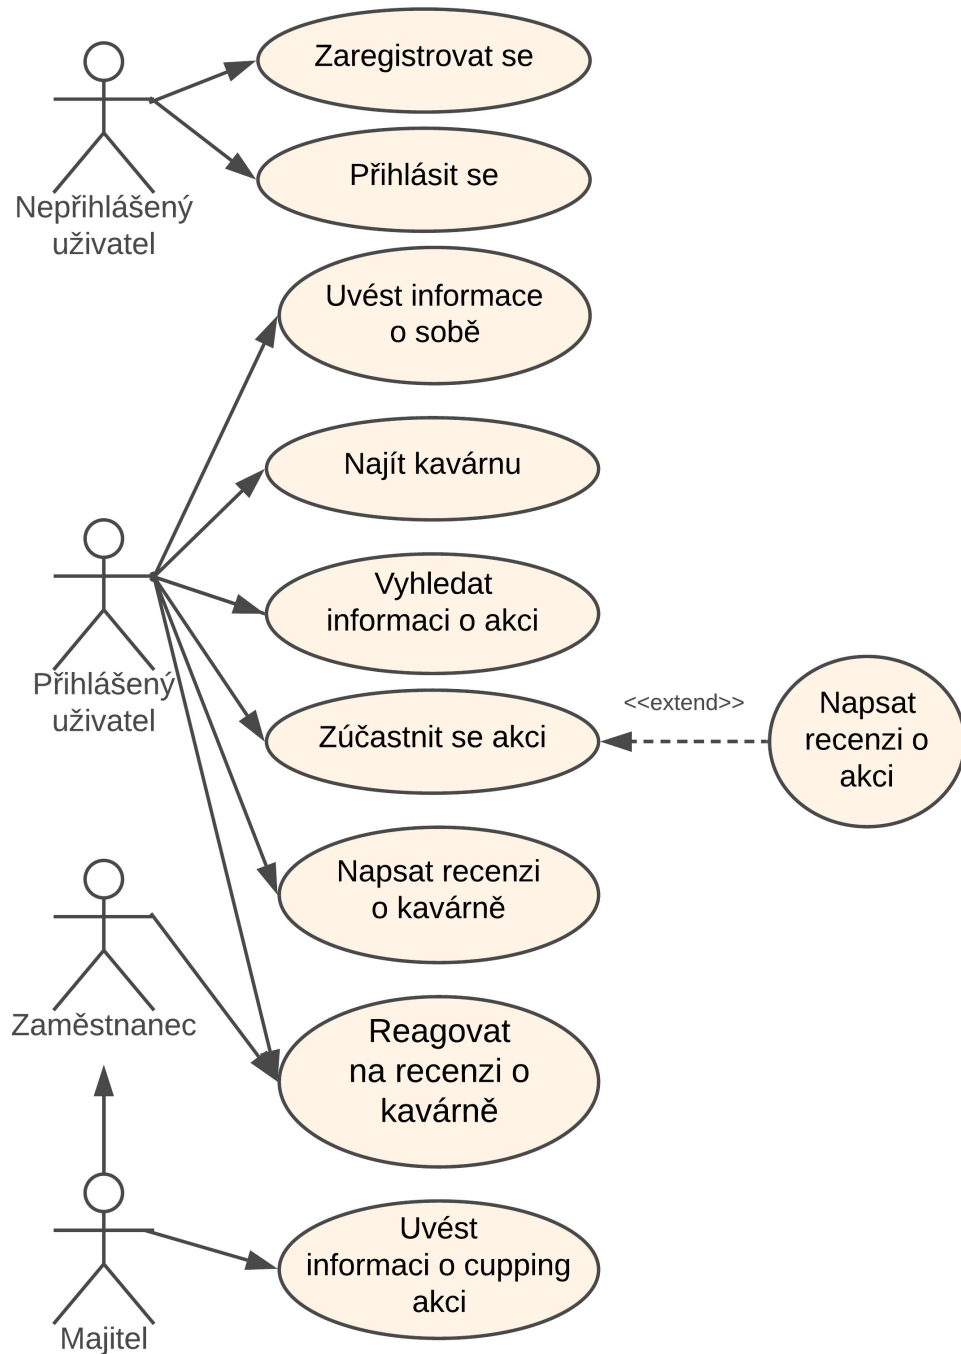 Zaregistrovat se
Přihlásit se
Nepřihlášený
uživatel
Uvést informace
o sobě
Najít kavárnu
Vyhledat
informaci o akci
Přihlášený
uživatel
Zúčastnit se akci
<<extend>>
Napsat
recenzi o
akci
Napsat recenzi
o kavárně
Zaměstnanec
Reagovat
na recenzi o
kavárně
Uvést
informaci o cupping
akci
Majitel